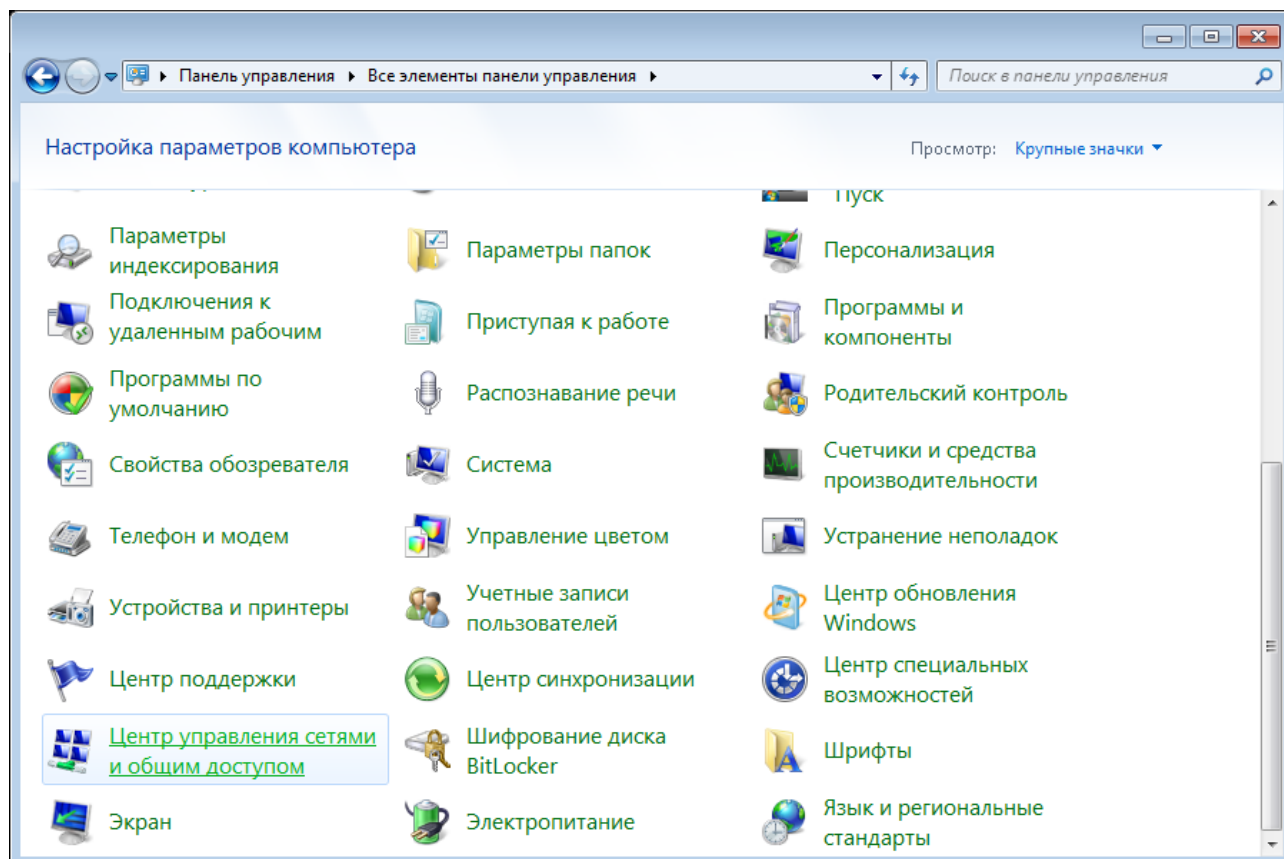 Панель управления
Все элементы панели управления
Поиск в панели управления
Настройка параметров компьютера
Просмотр:
Крупные значки
Пуск
Параметры
индексирования
Параметры папок
Персонализация
Подключения к
удаленным рабочим
Приступая к работе
Программы и
компоненты
Программы по
умолчанию
Распознавание речи
Родительский контроль
Свойства обозревателя
Система
Счетчики и средства
производительности
Телефон и модем
Управление цветом
Устранение неполадок
Устройства и принтеры
Учетные записи
пользователей
Центр обновления
Windows
Центр поддержки
Центр синхронизации
Центр специальных
возможностей
Центр управления сетями
и общим доступом
Шифрование диска
BitLocker
Шрифты
Экран
Электропитание
Язык и региональные
стандарты